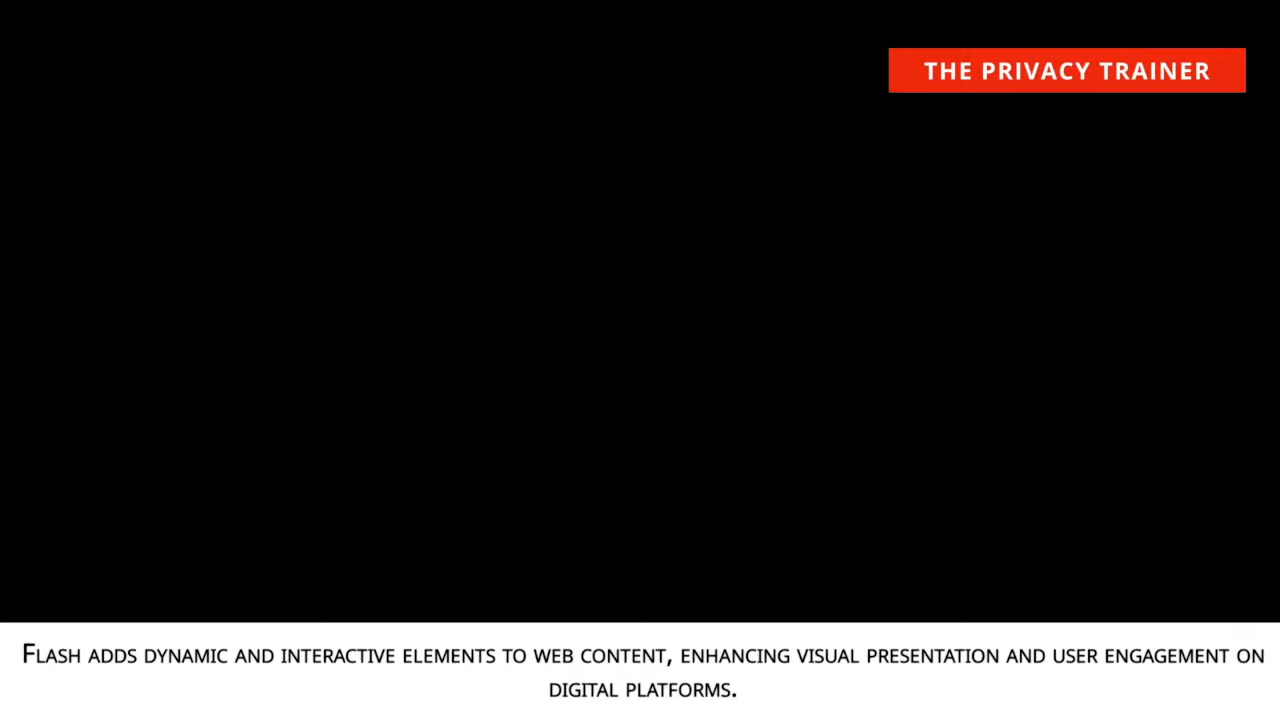 THE PRIVACY TRAINER
Flash adds dynamic and interactive elements to web content, enhancing visual presentation and user engagement on
digital platforms.